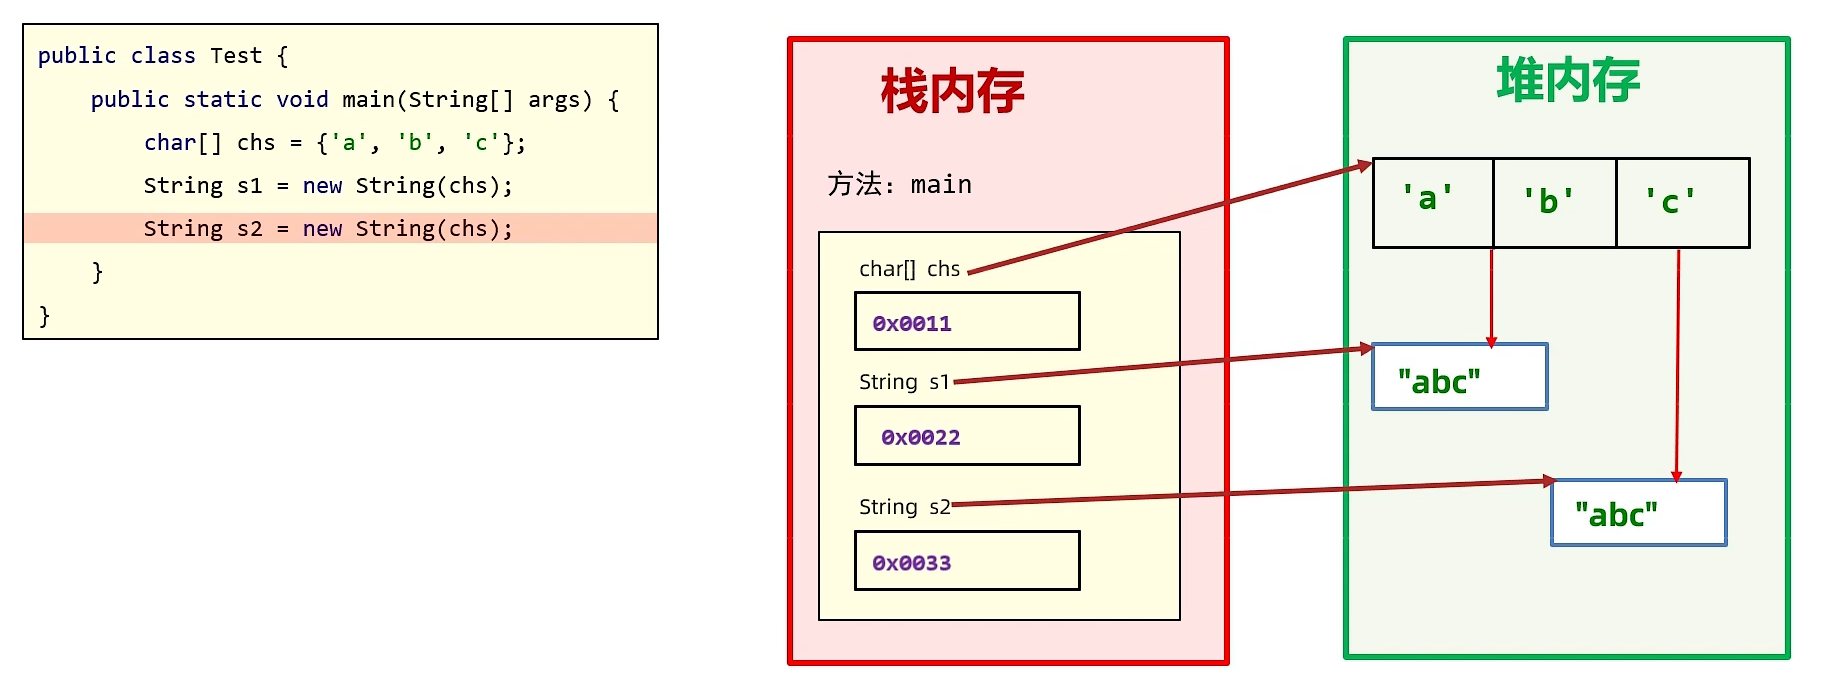 public class Test {
public static void main(String[] args) {
char[] chs = {'a', 'b', 'c'};
String s1 = new String(chs);
String s2 = new String(chs);
}
}
栈内存
方法：main
char[] chs
0x0011
String s1
0x0022
String s2
0x0033
堆内存
'a' 'b' 'c'
"abc"
"abc"